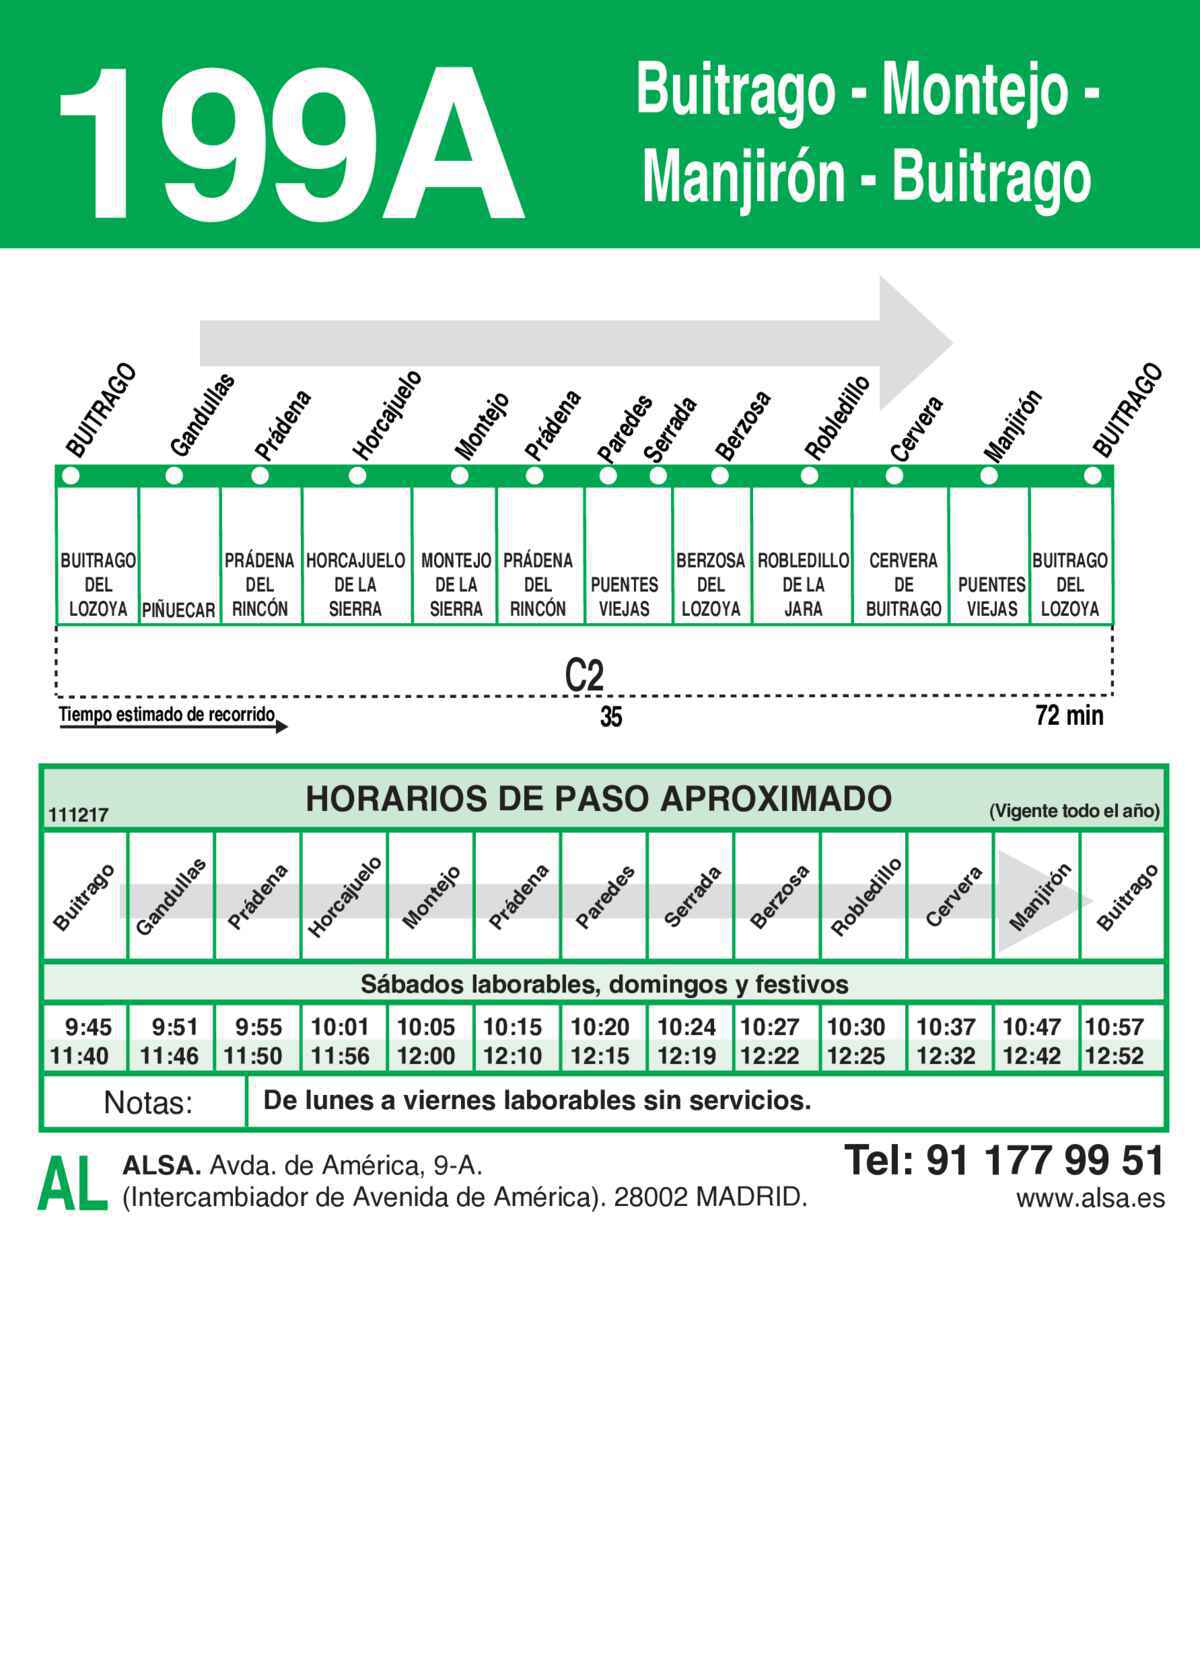 199A
Buitrago - Montejo -
Manjirón - Buitrago
BUITRAGO Gandullas Prádena Horcajuelo Montejo Prádena Paredes Serrada Berzosa Robledillo Cervera Manjirón BUITRAGO
BUITRAGO PRÁDENA HORCAJUELO MONTEJO PRÁDENA BERZOSA ROBLEDILLO CERVERA BUITRAGO
DEL DEL DE LA DE LA DEL PUENTES DEL DE LA DE PUENTES DEL
LOZOYA PIÑUECAR RINCÓN SIERRA SIERRA RINCÓN VIEJAS LOZOYA JARA BUITRAGO VIEJAS LOZOYA
C2
Tiempo estimado de recorrido 35 72 min
111217 HORARIOS DE PASO APROXIMADO (Vigente todo el año)
Buitrago Gandullas Prádena Horcajuelo Montejo Prádena Paredes Serrada Berzosa Robledillo Cervera Manjirón Buitrago
Sábados laborables, domingos y festivos
9:45 9:51 9:55 10:01 10:05 10:15 10:20 10:24 10:27 10:30 10:37 10:47 10:57
11:40 11:46 11:50 11:56 12:00 12:10 12:15 12:19 12:22 12:25 12:32 12:42 12:52
Notas: De lunes a viernes laborables sin servicios.
AL ALSA. Avda. de América, 9-A. Tel: 91 177 99 51
(Intercambiador de Avenida de América). 28002 MADRID. www.alsa.es